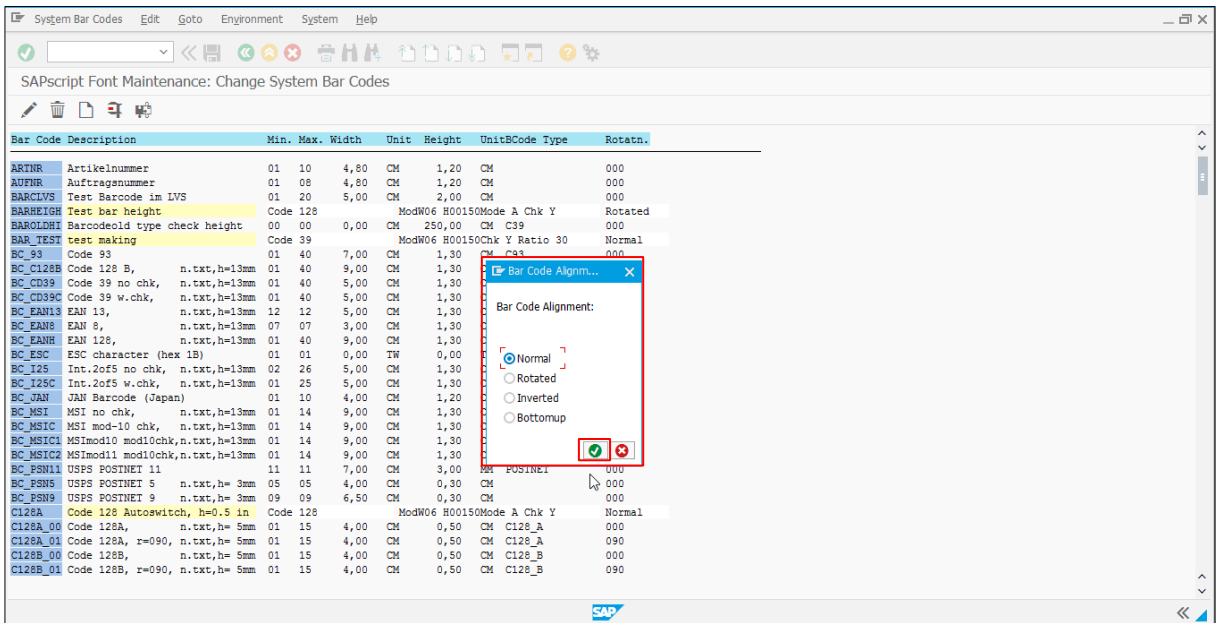 System Bar Codes Edit Goto Environment System Help
SAPscript Font Maintenance: Change System Bar Codes
Bar Code Description Min. Max. Width Unit Height UnitBCode Type Rotatn.
ARTNR Artikelnummer 01 10 4,80 CM 1,20 CM 000
AUFNR Auftragsnummer 01 08 4,80 CM 1,20 CM 000
BARCLVS Test Barcode im LVS 01 20 5,00 CM 2,00 CM 000
BARHEIGH Test bar height Code 128 ModW06 H00150Mode A Chk Y Rotated
BAROLDHI Barcodeold type check height 00 00 0,00 CM 250,00 CM C39 000
BAR_TEST test making Code 39 ModW06 H00150Chk Y Ratio 30 Normal
BC_93 Code 93 01 40 7,00 CM 1,30 CM C93 000
BC_C128B Code 128 B, n.txt,h=13mm 01 40 9,00 CM 1,30
BC_CD39 Code 39 no chk, n.txt,h=13mm 01 40 5,00 CM 1,30
BC_CD39C Code 39 w.chk, n.txt,h=13mm 01 40 5,00 CM 1,30
BC_EAN13 EAN 13, n.txt,h=13mm 12 12 5,00 CM 1,30
BC_EAN8 EAN 8, n.txt,h=13mm 07 07 3,00 CM 1,30
BC_EANH EAN 128, n.txt,h=13mm 01 40 9,00 CM 1,30
BC_ESC ESC character (hex 1B) 01 01 0,00 TW 0,00 T
BC_I25 Int.2of5 no chk, n.txt,h=13mm 02 26 5,00 CM 1,30
BC_I25C Int.2of5 w.chk, n.txt,h=13mm 01 25 5,00 CM 1,30
BC_JAN JAN Barcode (Japan) 01 10 4,00 CM 1,20
BC_MSI MSI no chk, n.txt,h=13mm 01 14 9,00 CM 1,30
BC_MSIC MSI mod-10 chk, n.txt,h=13mm 01 14 9,00 CM 1,30
BC_MSIC1 MSImod10 mod10chk,n.txt,h=13mm 01 14 9,00 CM 1,30
BC_MSIC2 MSImod11 mod10chk,n.txt,h=13mm 01 14 9,00 CM 1,30
BC_PSN11 USPS POSTNET 11 11 11 7,00 CM 3,00 MM POSTNET 000
BC_PSN5 USPS POSTNET 5 n.txt,h= 3mm 05 05 4,00 CM 0,30 CM 000
BC_PSN9 USPS POSTNET 9 n.txt,h= 3mm 09 09 6,50 CM 0,30 CM 000
C128A Code 128 Autoswitch, h=0.5 in Code 128 ModW06 H00150Mode A Chk Y Normal
C128A_00 Code 128A, n.txt,h= 5mm 01 15 4,00 CM 0,50 CM C128_A 000
C128A_01 Code 128A, r=090, n.txt,h= 5mm 01 15 4,00 CM 0,50 CM C128_A 090
C128B_00 Code 128B, n.txt,h= 5mm 01 15 4,00 CM 0,50 CM C128_B 000
C128B_01 Code 128B, r=090, n.txt,h= 5mm 01 15 4,00 CM 0,50 CM C128_B 090
Bar Code Alignm...
Bar Code Alignment:
Normal
Rotated
Inverted
Bottomup
SAP